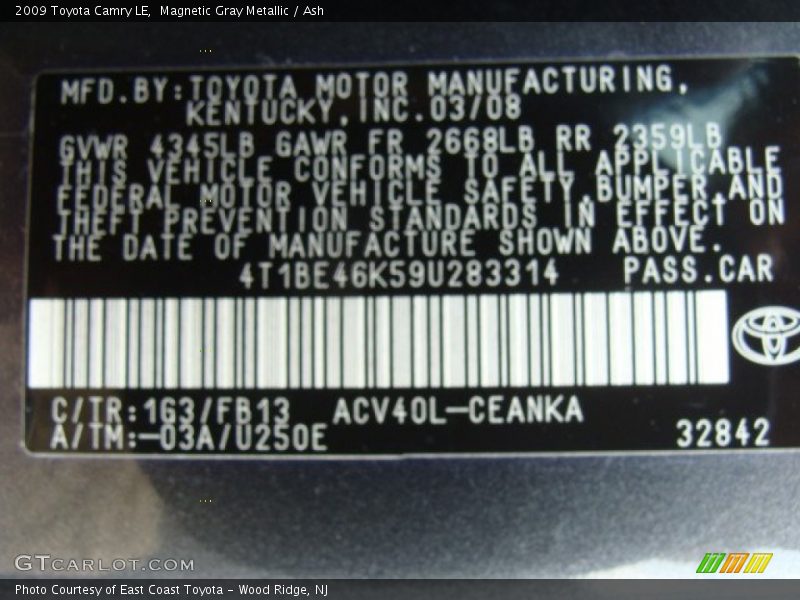 2009 Toyota Camry LE,  Magnetic Gray Metallic / Ash
MFD.BY:TOYOTA MOTOR MANUFACTURING,
KENTUCKY,INC.03/08
GVWR 4345LB GAWR FR 2668LB RR 2359LB
THIS VEHICLE CONFORMS TO ALL APPLICABLE
FEDERAL MOTOR VEHICLE SAFETY,BUMPER,AND
THEFT PREVENTION STANDARDS IN EFFECT ON
THE DATE OF MANUFACTURE SHOWN ABOVE.
4T1BE46K59U283314 PASS.CAR
C/TR:1G3/FB13 ACV40L-CEANKA
A/TM:-03A/U250E
32842
GTCARLOT.COM
Photo Courtesy of East Coast Toyota – Wood Ridge, NJ